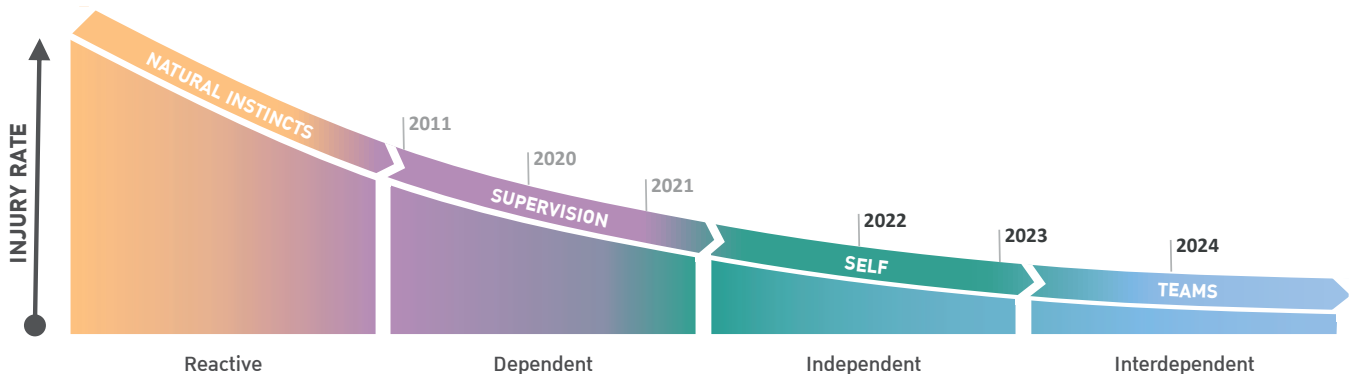 INJURY RATE
NATURAL INSTINCTS
2011
2020
2021
SUPERVISION
2022
2023
SELF
2024
TEAMS
Reactive
Dependent
Independent
Interdependent